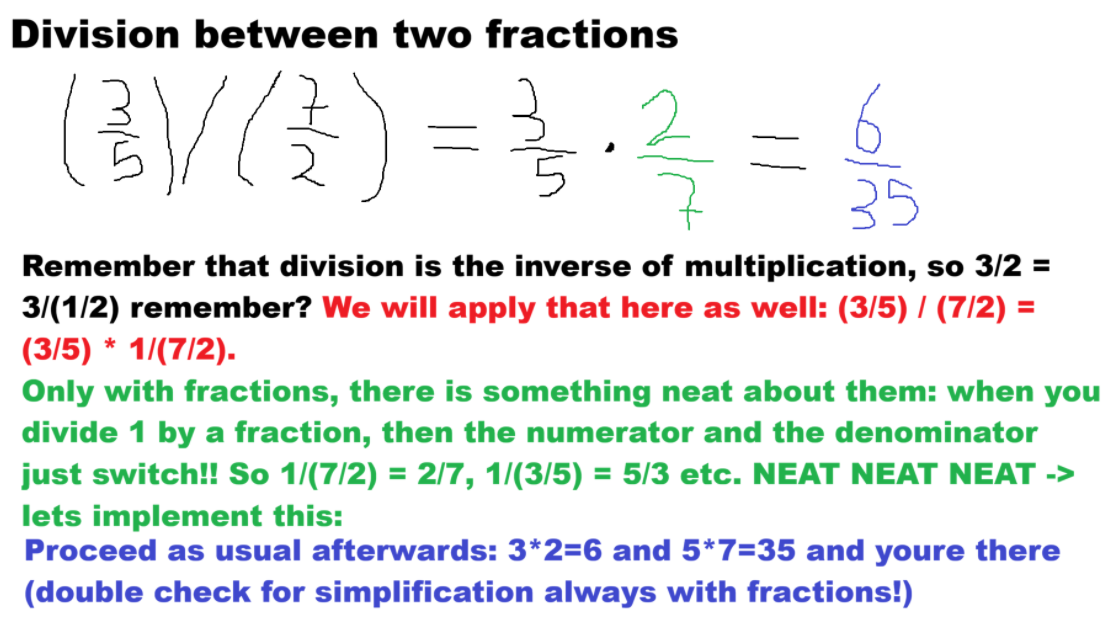 Division between two fractions
(3/5)/(7/2) = 3/5 · 2/7 = 6/35
Remember that division is the inverse of multiplication, so 3/2 =
3/(1/2) remember? We will apply that here as well: (3/5) / (7/2) =
(3/5) * 1/(7/2).
Only with fractions, there is something neat about them: when you
divide 1 by a fraction, then the numerator and the denominator
just switch!! So 1/(7/2) = 2/7, 1/(3/5) = 5/3 etc. NEAT NEAT NEAT ->
lets implement this:
Proceed as usual afterwards: 3*2=6 and 5*7=35 and youre there
(double check for simplification always with fractions!)